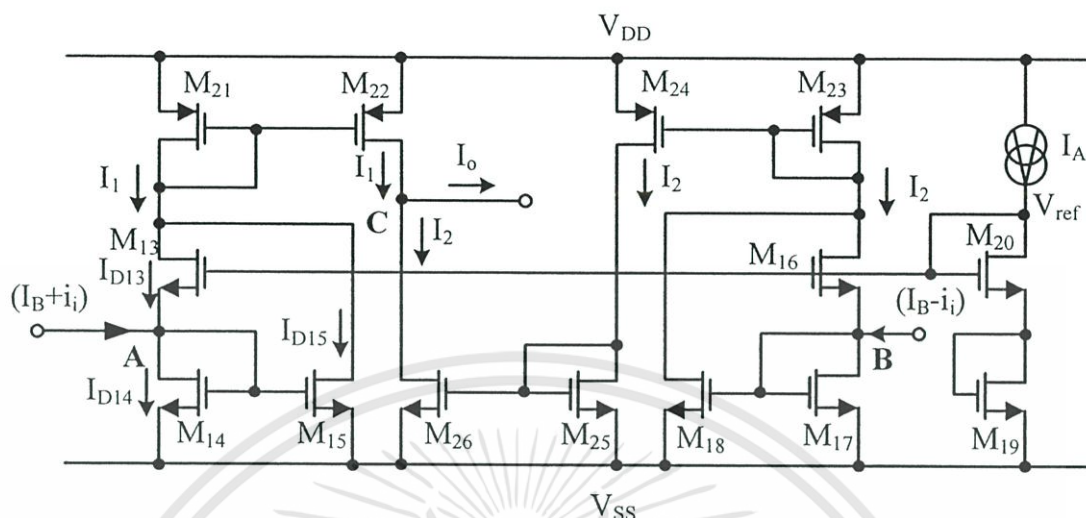 V_DD
M_21
M_22
M_24
M_23
I_A
I_1
I_1
I_o
I_2
I_2
V_ref
C
I_2
M_13
M_16
M_20
I_D13
(I_B+i_i)
(I_B-i_i)
I_D15
A
B
I_D14
M_14
M_15
M_26
M_25
M_18
M_17
M_19
V_SS